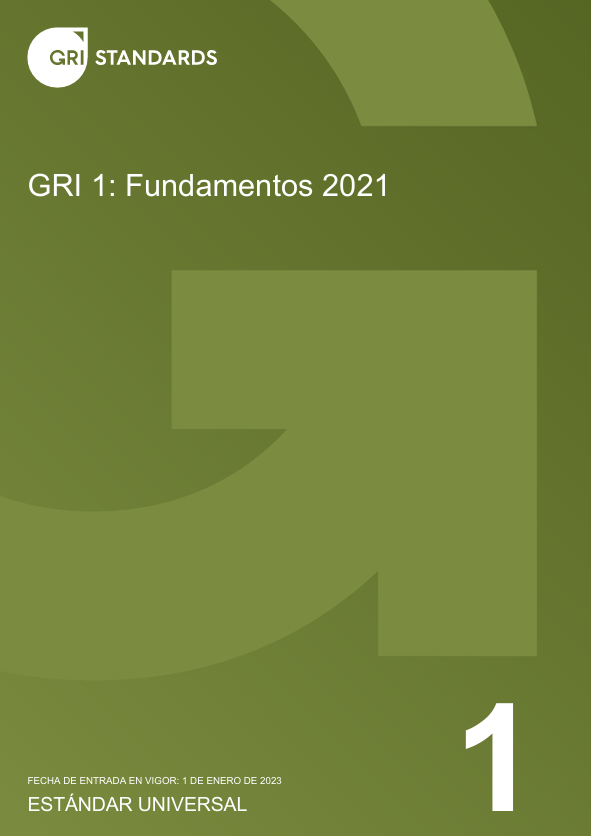 GRI STANDARDS
GRI 1: Fundamentos 2021
1
FECHA DE ENTRADA EN VIGOR: 1 DE ENERO DE 2023
ESTÁNDAR UNIVERSAL